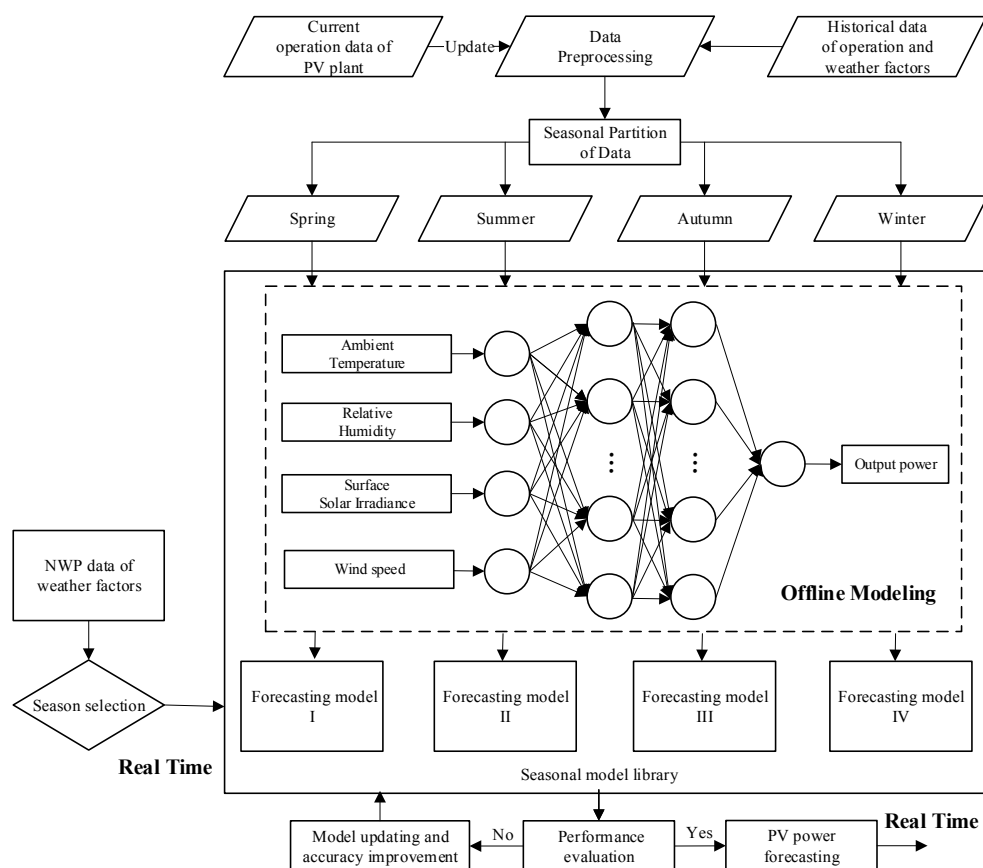 Current
operation data of
PV plant
Update
Data
Preprocessing
Historical data
of operation and
weather factors
Seasonal Partition
of Data
Spring
Summer
Autumn
Winter
Ambient
Temperature
Relative
Humidity
Surface
Solar Irradiance
Wind speed
...
...
Output power
Offline Modeling
NWP data of
weather factors
Season selection
Real Time
Forecasting model
I
Forecasting model
II
Forecasting model
III
Forecasting model
IV
Seasonal model library
Model updating and
accuracy improvement
No
Performance
evaluation
Yes
PV power
forecasting
Real Time